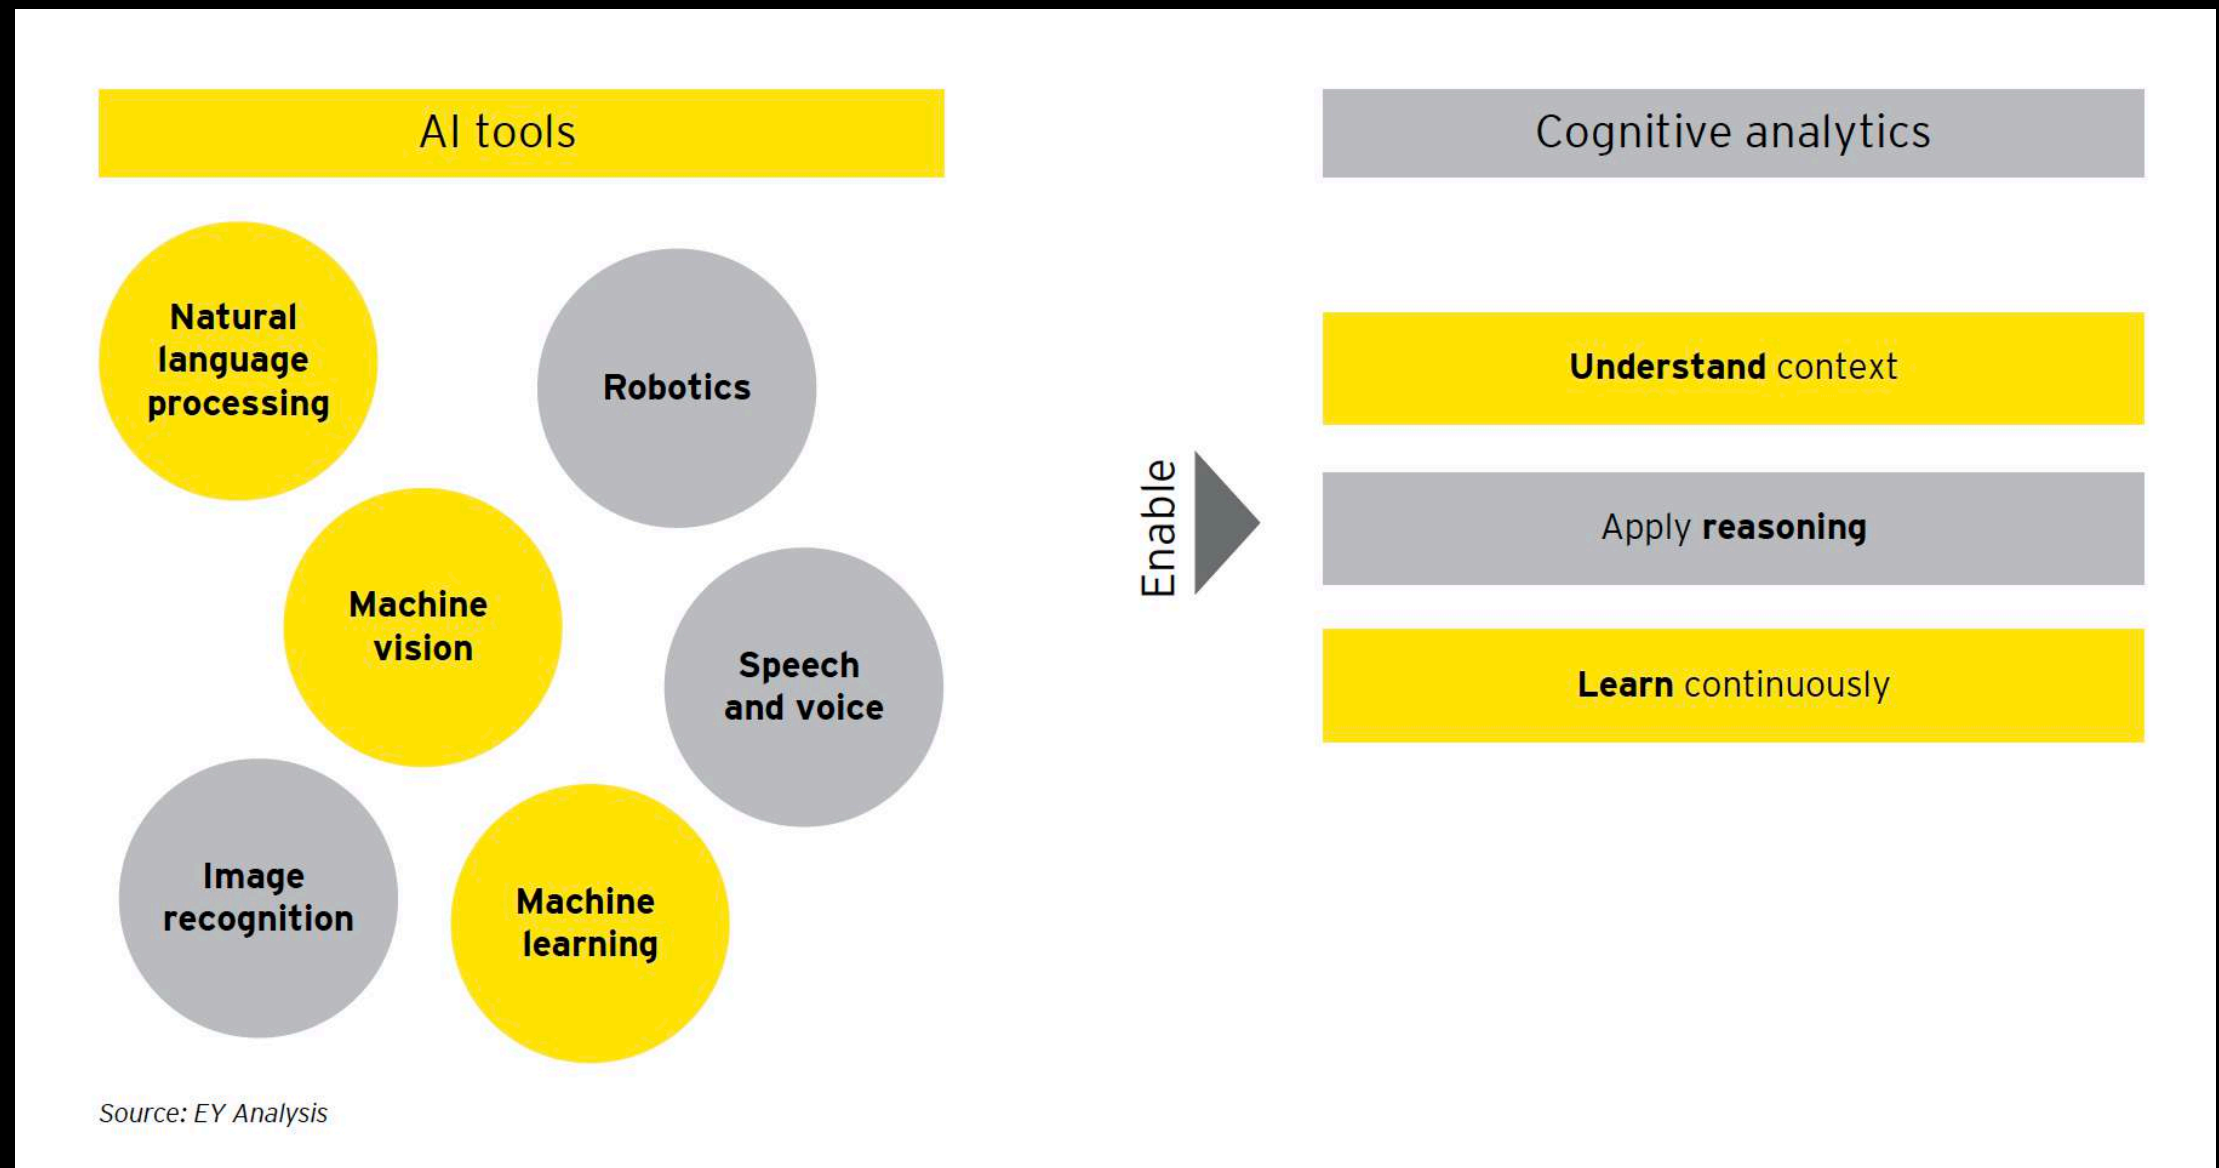 AI tools
Natural
language
processing
Robotics
Machine
vision
Speech
and voice
Image
recognition
Machine
learning
Enable
Cognitive analytics
Understand context
Apply reasoning
Learn continuously
Source: EY Analysis